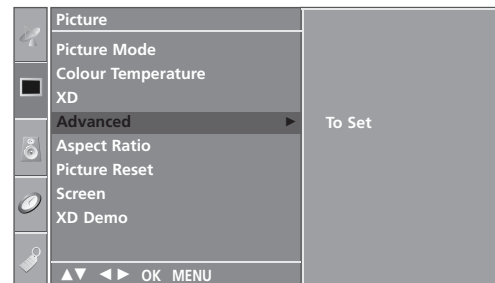 Picture
Picture Mode
Colour Temperature
XD
Advanced ► To Set
Aspect Ratio
Picture Reset
Screen
XD Demo
▲▼ ◄► OK MENU